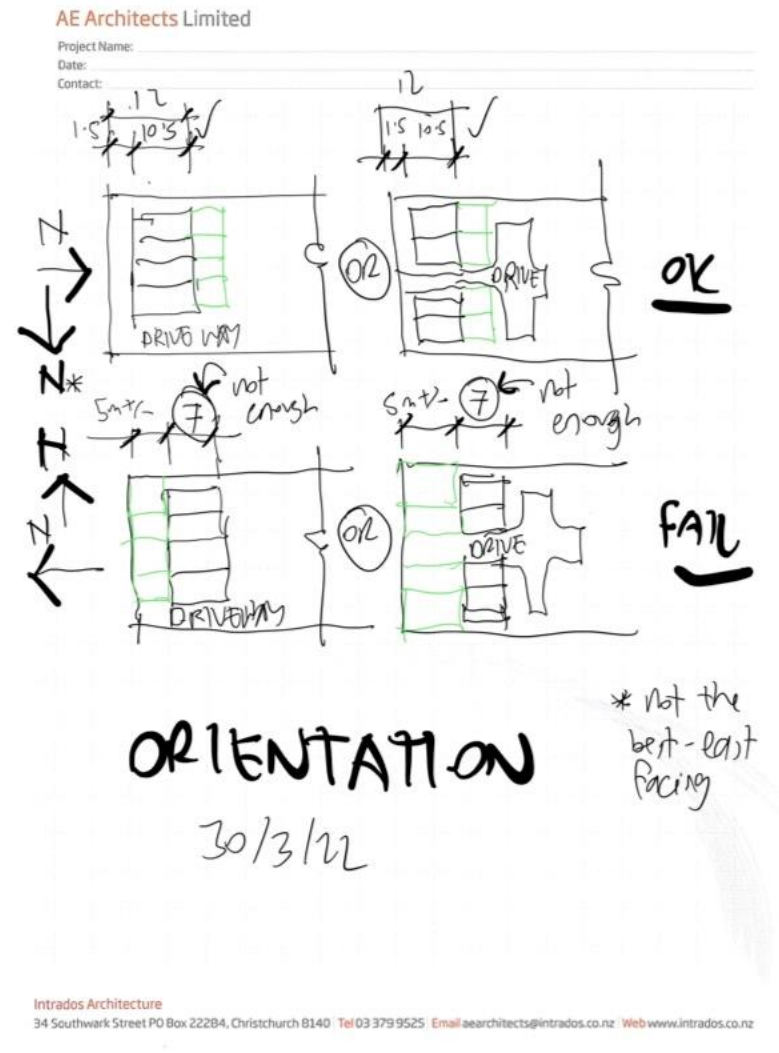 AE Architects Limited
Project Name:
Date:
Contact:
12
1.5 10.5
12
1.5 10.5
N
N*
OR
DRIVE
OK
DRIVE WAY
5m+/- 7 not
enough
5m+/- 7 not
enough
N
N
OR
DRIVE
FAIL
DRIVEWAY
* not the
best-east
facing
ORIENTATION
30/3/22
Intrados Architecture
34 Southwark Street PO Box 22284, Christchurch 8140 Tel 03 379 9525 Email aearchitects@intrados.co.nz Web www.intrados.co.nz